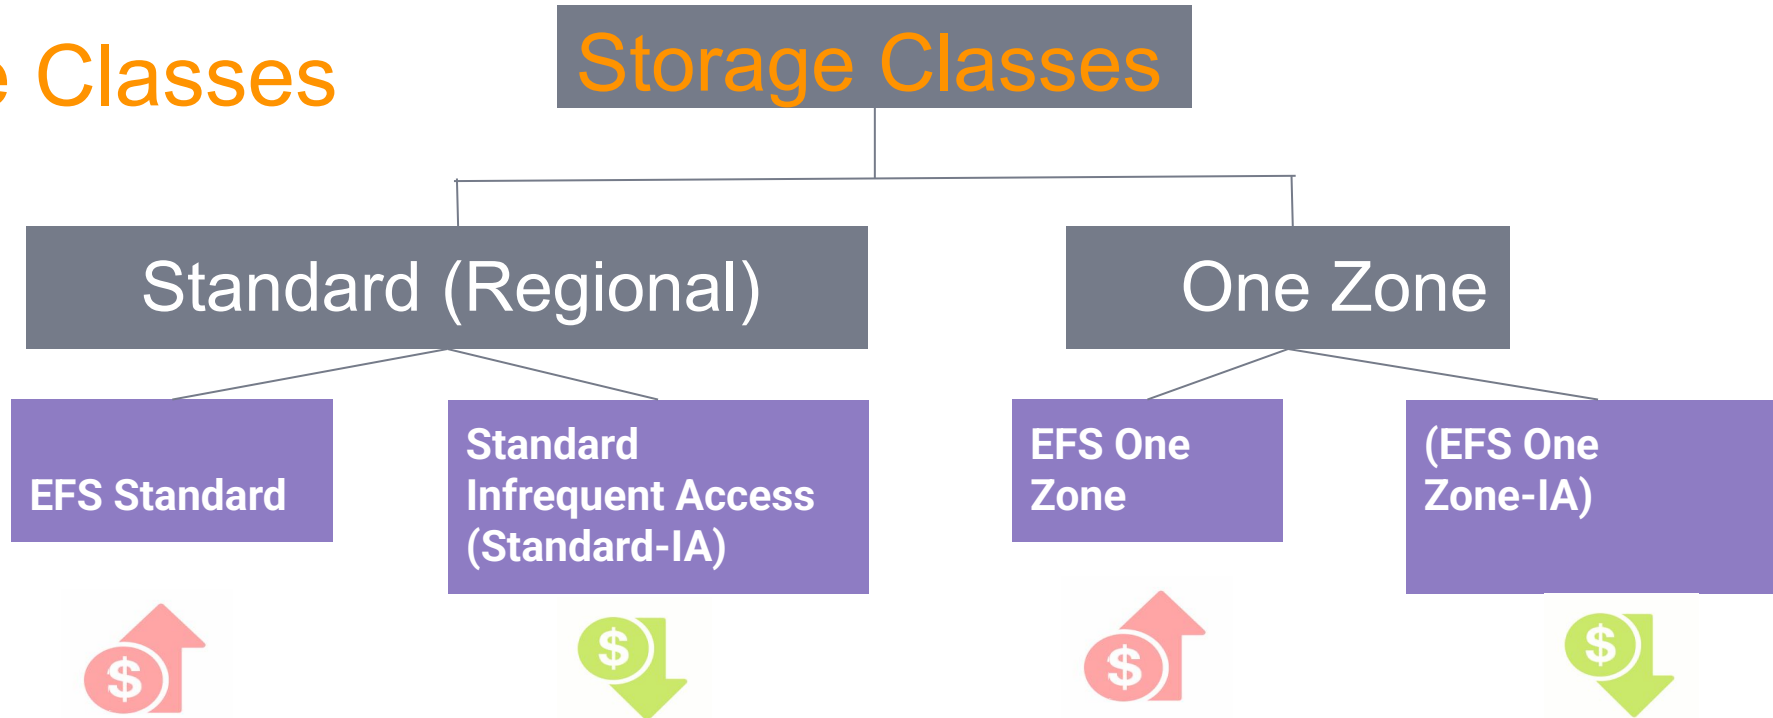 e Classes
Storage Classes
Standard (Regional)
One Zone
EFS Standard
Standard
Infrequent Access
(Standard-IA)
EFS One
Zone
(EFS One
Zone-IA)
$
$
$
$